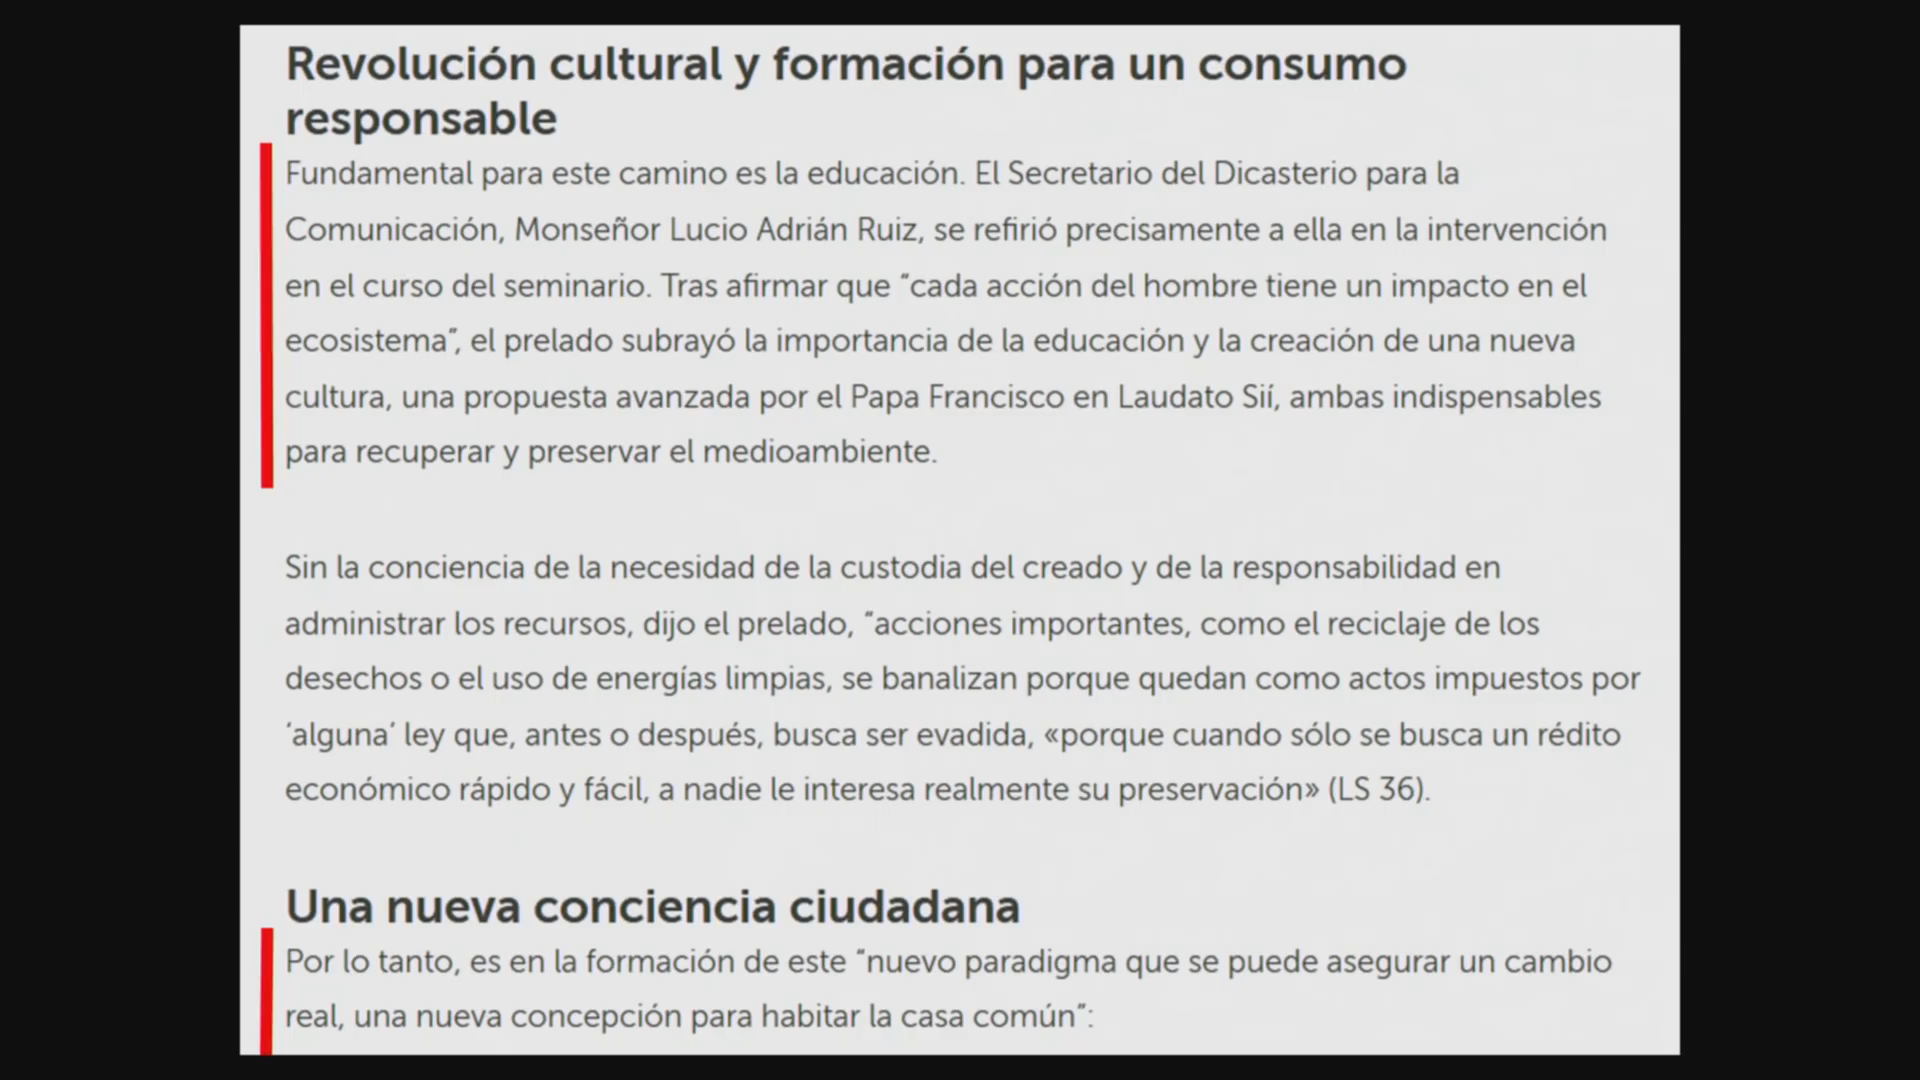 Revolución cultural y formación para un consumo
responsable
Fundamental para este camino es la educación. El Secretario del Dicasterio para la
Comunicación, Monseñor Lucio Adrián Ruiz, se refirió precisamente a ella en la intervención
en el curso del seminario. Tras afirmar que “cada acción del hombre tiene un impacto en el
ecosistema”, el prelado subrayó la importancia de la educación y la creación de una nueva
cultura, una propuesta avanzada por el Papa Francisco en Laudato Sií, ambas indispensables
para recuperar y preservar el medioambiente.
Sin la conciencia de la necesidad de la custodia del creado y de la responsabilidad en
administrar los recursos, dijo el prelado, “acciones importantes, como el reciclaje de los
desechos o el uso de energías limpias, se banalizan porque quedan como actos impuestos por
‘alguna’ ley que, antes o después, busca ser evadida, «porque cuando sólo se busca un rédito
económico rápido y fácil, a nadie le interesa realmente su preservación» (LS 36).
Una nueva conciencia ciudadana
Por lo tanto, es en la formación de este “nuevo paradigma que se puede asegurar un cambio
real, una nueva concepción para habitar la casa común”: